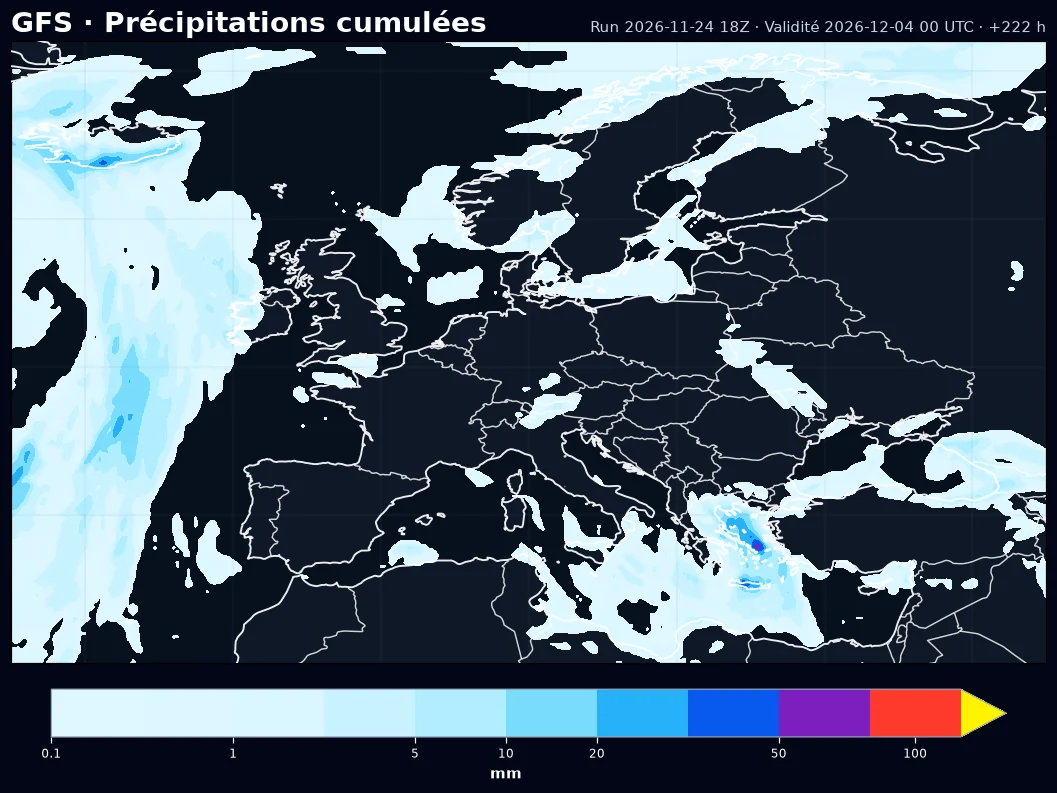 GFS · Précipitations cumulées
Run 2026-11-24 18Z · Validité 2026-12-04 00 UTC · +222 h
0.1 1 5 10 20 50 100
mm